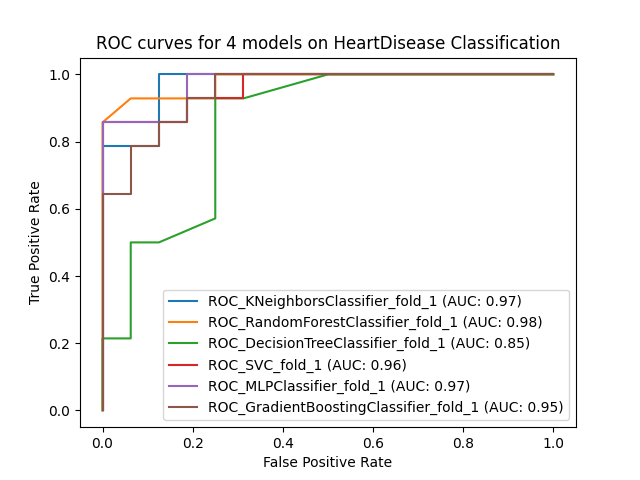 ROC curves for 4 models on HeartDisease Classification
True Positive Rate
1.0
0.8
0.6
0.4
0.2
0.0
ROC_KNeighborsClassifier_fold_1 (AUC: 0.97)
ROC_RandomForestClassifier_fold_1 (AUC: 0.98)
ROC_DecisionTreeClassifier_fold_1 (AUC: 0.85)
ROC_SVC_fold_1 (AUC: 0.96)
ROC_MLPClassifier_fold_1 (AUC: 0.97)
ROC_GradientBoostingClassifier_fold_1 (AUC: 0.95)
0.0 0.2 0.4 0.6 0.8 1.0
False Positive Rate